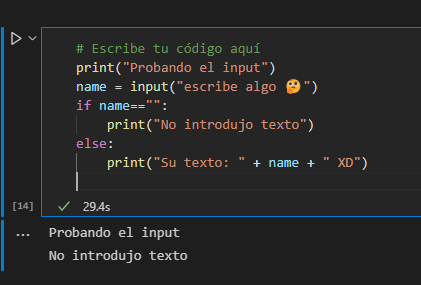 # Escribe tu código aquí
print("Probando el input")
name = input("escribe algo 🤔")
if name=="":
    print("No introdujo texto")
else:
    print("Su texto: " + name + " XD")
[14] ✓ 29.4s
... Probando el input
No introdujo texto